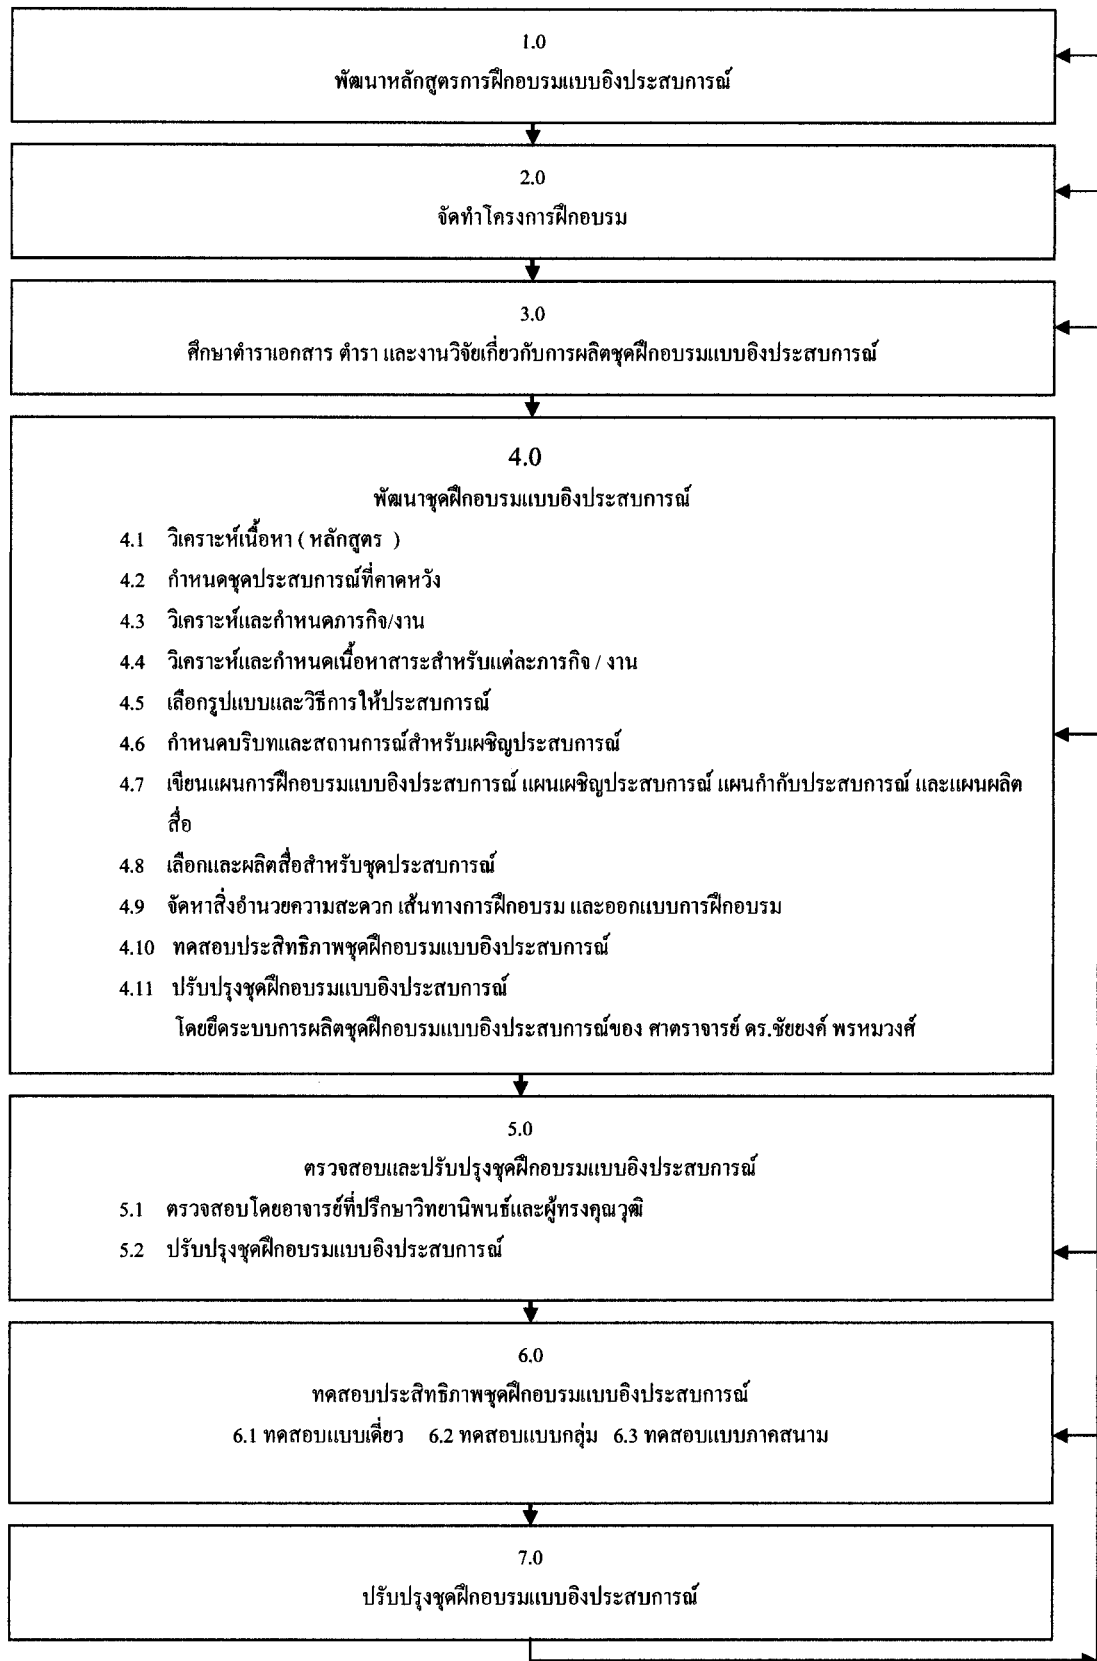 1.0
พัฒนาหลักสูตรการฝึกอบรมแบบอิงประสบการณ์
2.0
จัดทำโครงการฝึกอบรม
3.0
ศึกษาตำราเอกสาร ตำรา และงานวิจัยเกี่ยวกับการผลิตชุดฝึกอบรมแบบอิงประสบการณ์
4.0
พัฒนาชุดฝึกอบรมแบบอิงประสบการณ์
4.1 วิเคราะห์เนื้อหา ( หลักสูตร )
4.2 กำหนดชุดประสบการณ์ที่คาดหวัง
4.3 วิเคราะห์และกำหนดภารกิจ/งาน
4.4 วิเคราะห์และกำหนดเนื้อหาสาระสำหรับแต่ละภารกิจ / งาน
4.5 เลือกรูปแบบและวิธีการให้ประสบการณ์
4.6 กำหนดบริบทและสถานการณ์สำหรับเผชิญประสบการณ์
4.7 เขียนแผนการฝึกอบรมแบบอิงประสบการณ์ แผนเผชิญประสบการณ์ แผนกำกับประสบการณ์ และแผนผลิต
สื่อ
4.8 เลือกและผลิตสื่อสำหรับชุดประสบการณ์
4.9 จัดหาสิ่งอำนวยความสะดวก เส้นทางการฝึกอบรม และออกแบบการฝึกอบรม
4.10 ทดสอบประสิทธิภาพชุดฝึกอบรมแบบอิงประสบการณ์
4.11 ปรับปรุงชุดฝึกอบรมแบบอิงประสบการณ์
โดยยึดระบบการผลิตชุดฝึกอบรมแบบอิงประสบการณ์ของ ศาตราจารย์ ดร.ชัยยงค์ พรหมวงศ์
5.0
ตรวจสอบและปรับปรุงชุดฝึกอบรมแบบอิงประสบการณ์
5.1 ตรวจสอบโดยอาจารย์ที่ปรึกษาวิทยานิพนธ์และผู้ทรงคุณวุฒิ
5.2 ปรับปรุงชุดฝึกอบรมแบบอิงประสบการณ์
6.0
ทดสอบประสิทธิภาพชุดฝึกอบรมแบบอิงประสบการณ์
6.1 ทดสอบแบบเดี่ยว 6.2 ทดสอบแบบกลุ่ม 6.3 ทดสอบแบบภาคสนาม
7.0
ปรับปรุงชุดฝึกอบรมแบบอิงประสบการณ์